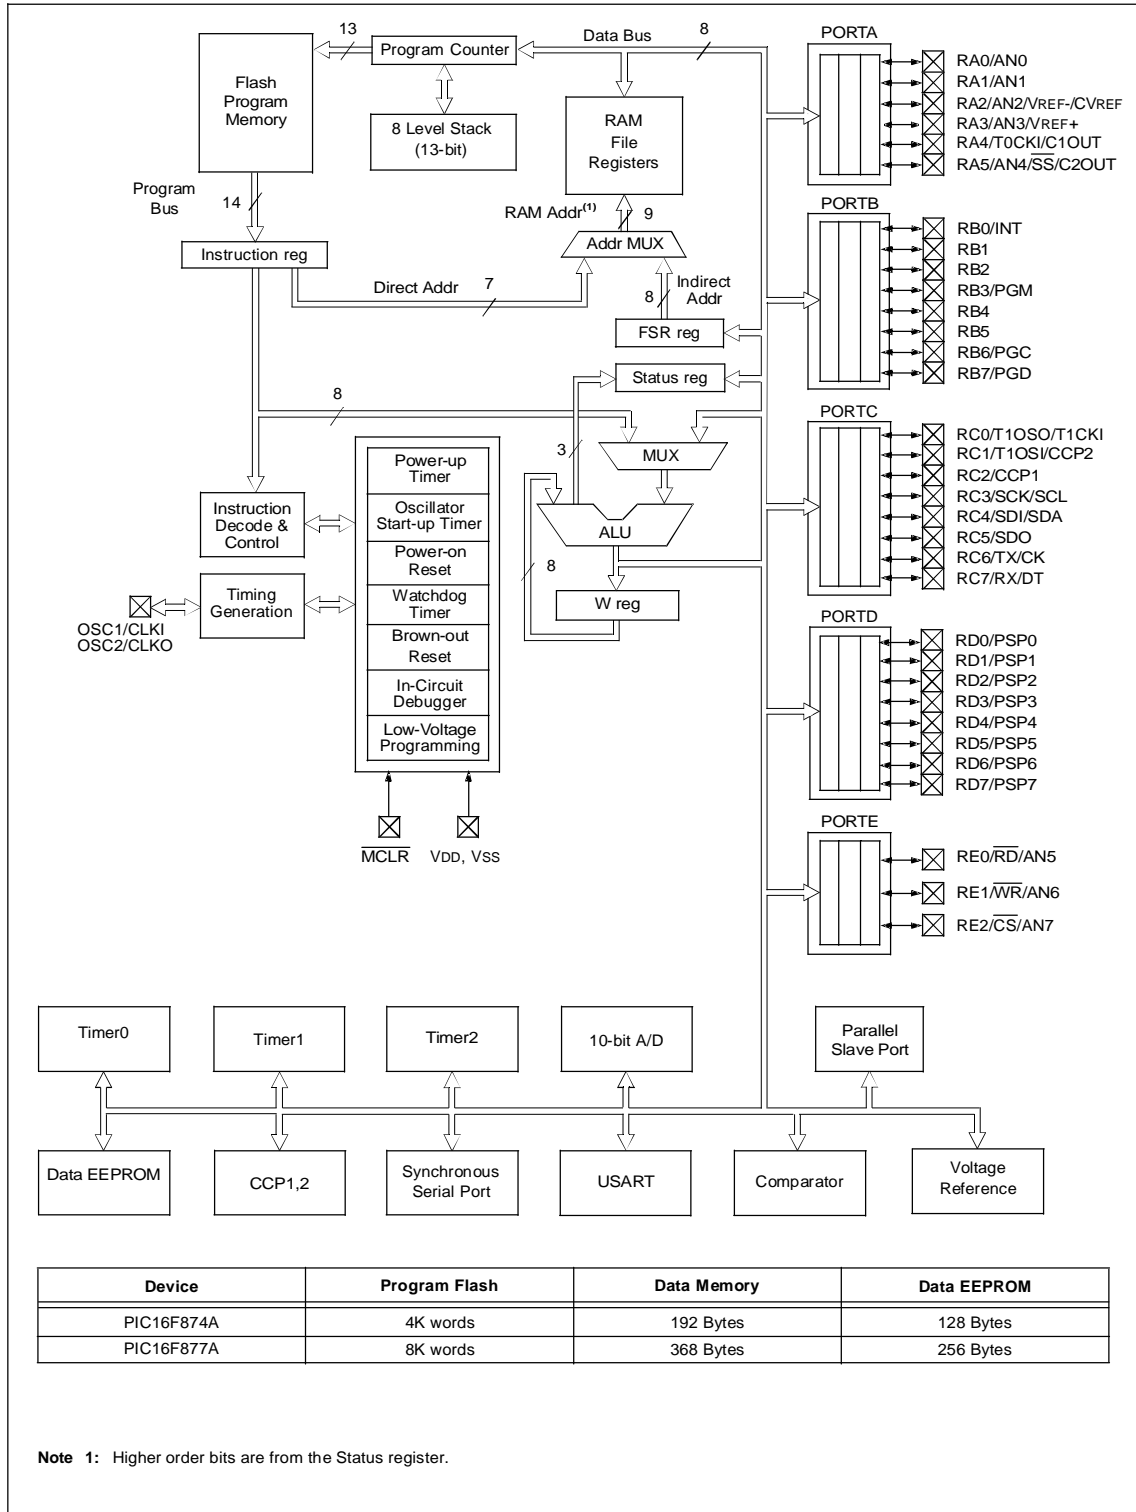 13
Program Counter
Data Bus
8
PORTA
Flash
Program
Memory
8 Level Stack
(13-bit)
RAM
File
Registers
RA0/AN0
RA1/AN1
RA2/AN2/VREF-/CVREF
RA3/AN3/VREF+
RA4/T0CKI/C1OUT
RA5/AN4/SS/C2OUT
Program
Bus
14
RAM Addr(1)
9
PORTB
Instruction reg
Addr MUX
Direct Addr
7
8
Indirect
Addr
FSR reg
RB0/INT
RB1
RB2
RB3/PGM
RB4
RB5
RB6/PGC
RB7/PGD
Status reg
8
3
MUX
ALU
8
W reg
PORTC
RC0/T1OSO/T1CKI
RC1/T1OSI/CCP2
RC2/CCP1
RC3/SCK/SCL
RC4/SDI/SDA
RC5/SDO
RC6/TX/CK
RC7/RX/DT
Instruction
Decode &
Control
Timing
Generation
OSC1/CLKI
OSC2/CLKO
Power-up
Timer
Oscillator
Start-up Timer
Power-on
Reset
Watchdog
Timer
Brown-out
Reset
In-Circuit
Debugger
Low-Voltage
Programming
MCLR
VDD, VSS
PORTD
RD0/PSP0
RD1/PSP1
RD2/PSP2
RD3/PSP3
RD4/PSP4
RD5/PSP5
RD6/PSP6
RD7/PSP7
PORTE
RE0/RD/AN5
RE1/WR/AN6
RE2/CS/AN7
Timer0
Timer1
Timer2
10-bit A/D
Parallel
Slave Port
Data EEPROM
CCP1,2
Synchronous
Serial Port
USART
Comparator
Voltage
Reference
Device Program Flash Data Memory Data EEPROM
PIC16F874A 4K words 192 Bytes 128 Bytes
PIC16F877A 8K words 368 Bytes 256 Bytes
Note 1: Higher order bits are from the Status register.